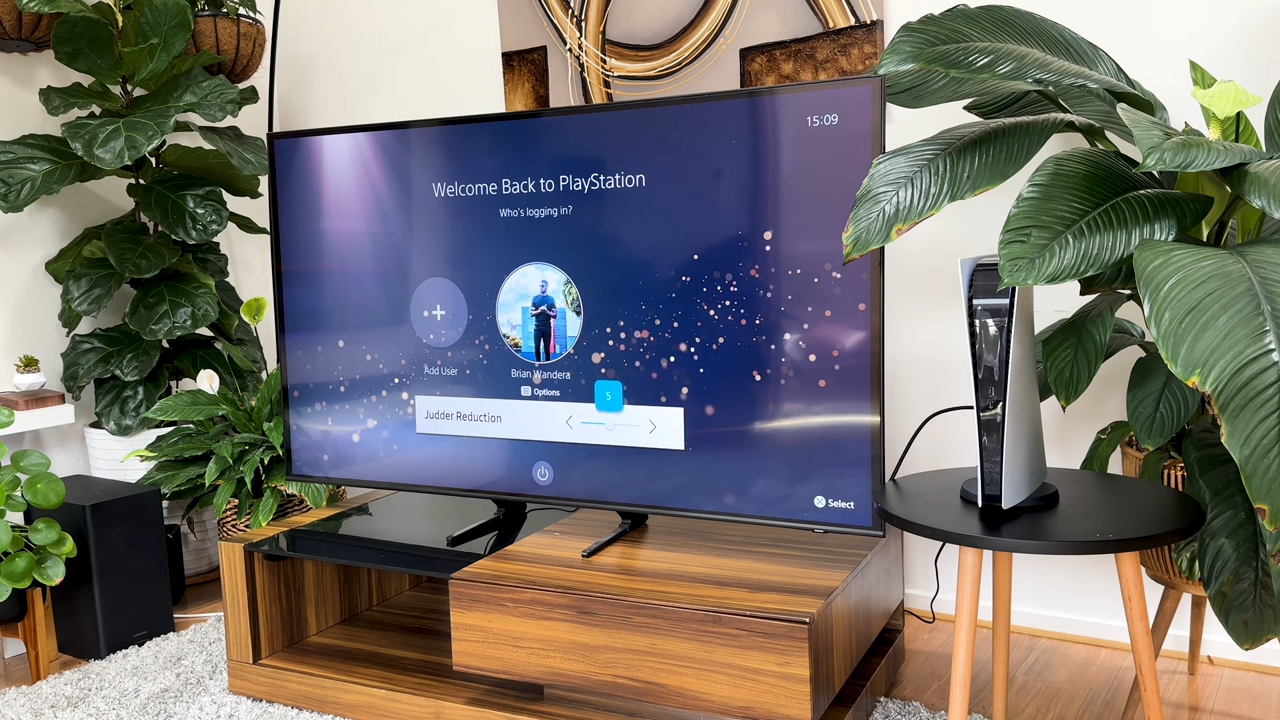 15:09
Welcome Back to PlayStation
Who's logging in?
Add User
Brian Wandera
Options
5
Judder Reduction
Select